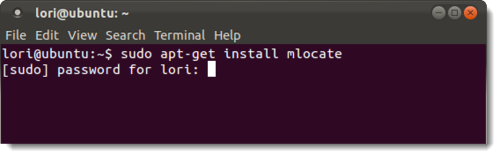 lori@ubuntu: ~
File Edit View Search Terminal Help
lori@ubuntu:~$ sudo apt-get install mlocate
[sudo] password for lori: